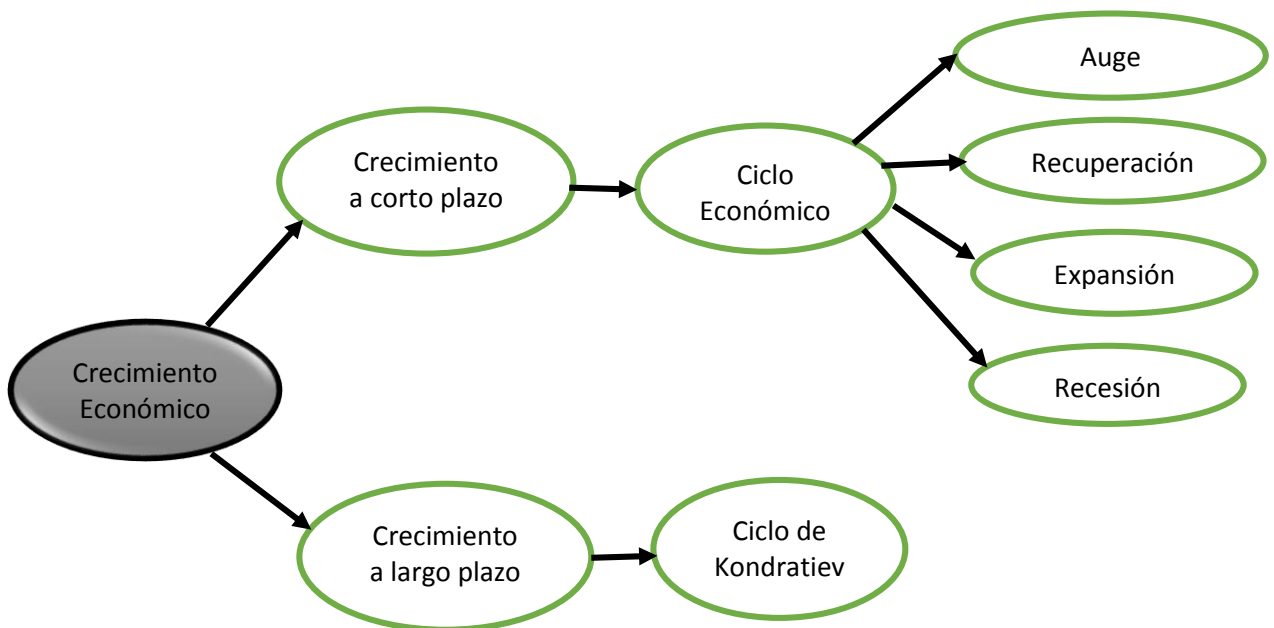 Crecimiento
Económico
Crecimiento
a corto plazo
Ciclo
Económico
Auge
Recuperación
Expansión
Recesión
Crecimiento
a largo plazo
Ciclo de
Kondratiev